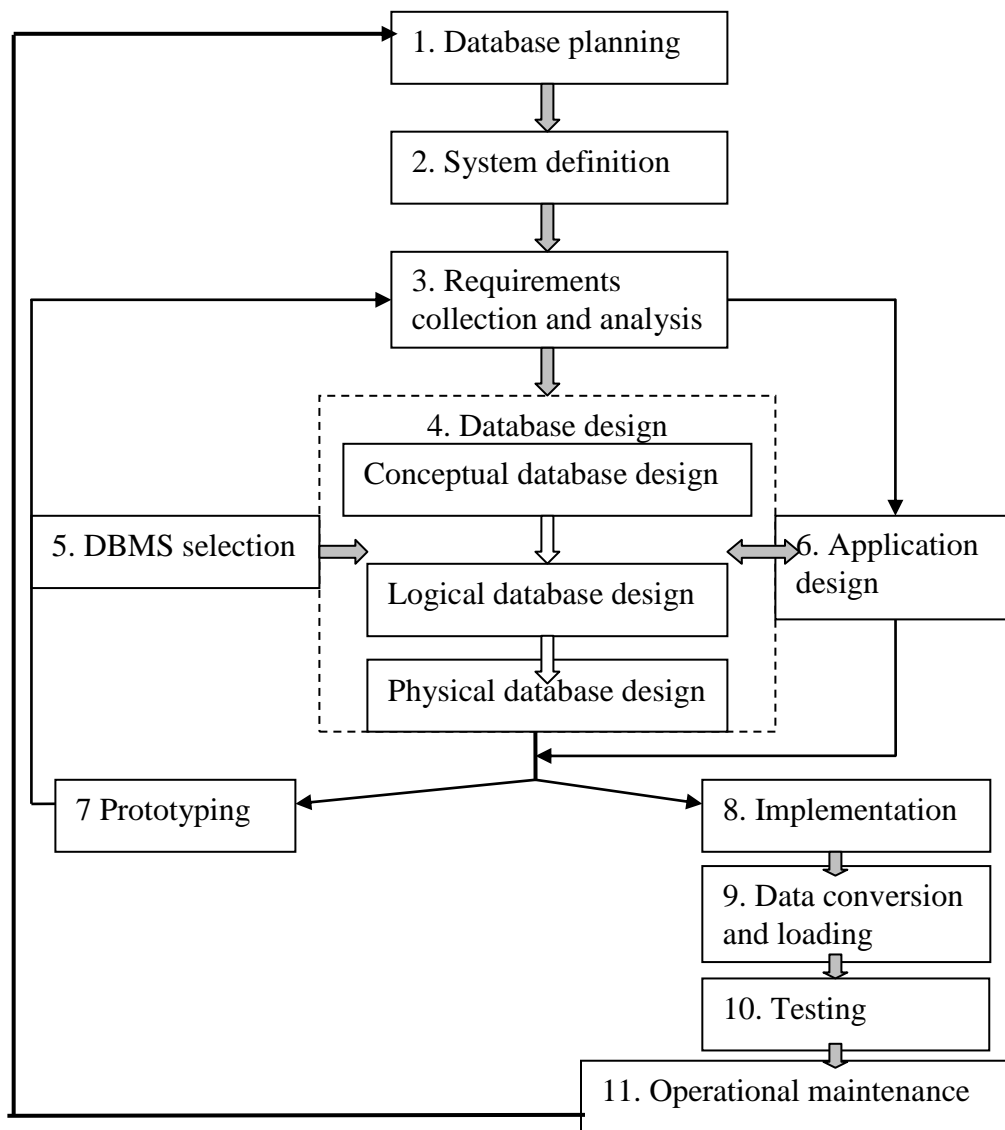 1. Database planning
2. System definition
3. Requirements
collection and analysis
4. Database design
Conceptual database design
5. DBMS selection
6. Application
design
Logical database design
Physical database design
7 Prototyping
8. Implementation
9. Data conversion
and loading
10. Testing
11. Operational maintenance